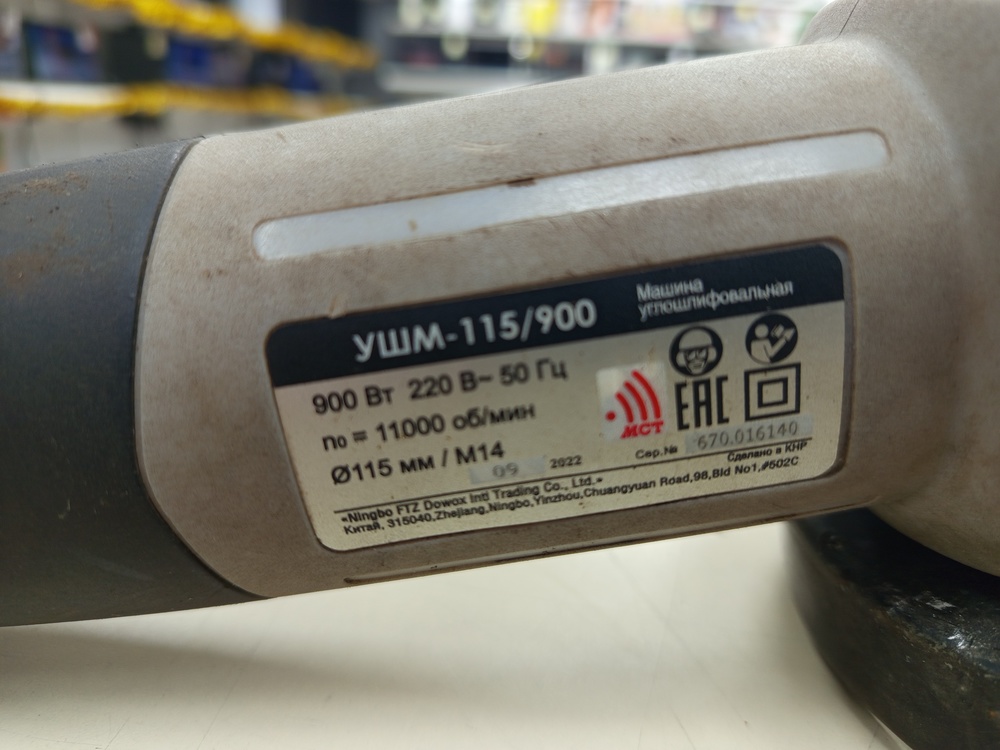 УШМ-115/900
Машина
углошлифовальная
900 Вт 220 В~ 50 Гц
n₀ = 11000 об/мин
Ø115 мм / М14
09 2022
МСТ
ЕАС
Сер.№ 670.016140
Сделано в КНР
«Ningbo FTZ Dowox Intl Trading Co., Ltd.»
Китай, 315040,Zhejiang,Ningbo,Yinzhou,Chuangyuan Road,98,Bld No1,#502C